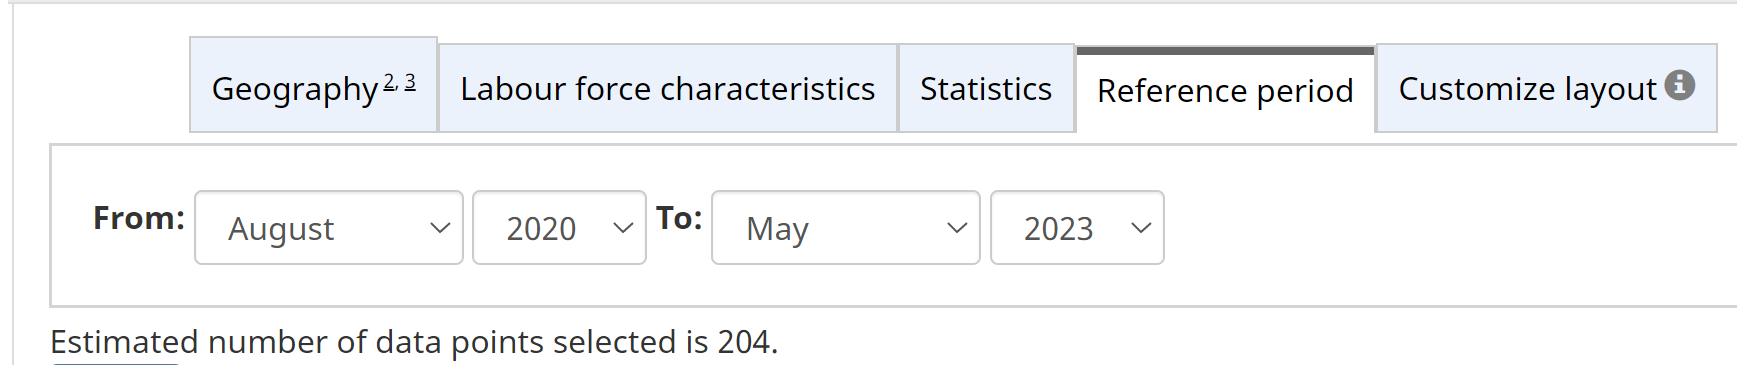 Geography 2, 3 Labour force characteristics Statistics Reference period Customize layout i
From: August 2020 To: May 2023
Estimated number of data points selected is 204.